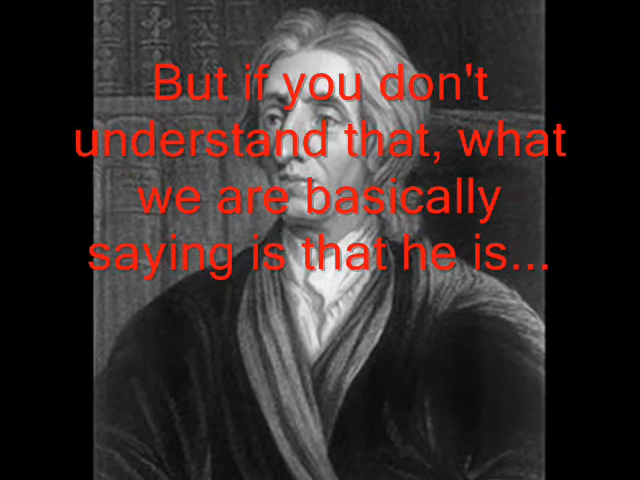 But if you don't
understand that, what
we are basically
saying is that he is...